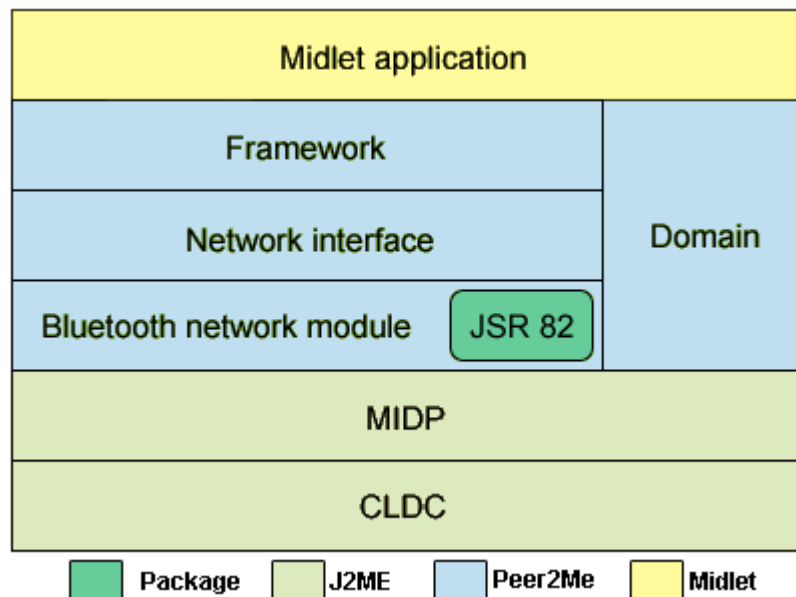 Midlet application
Framework
Network interface
Domain
Bluetooth network module
JSR 82
MIDP
CLDC
Package
J2ME
Peer2Me
Midlet